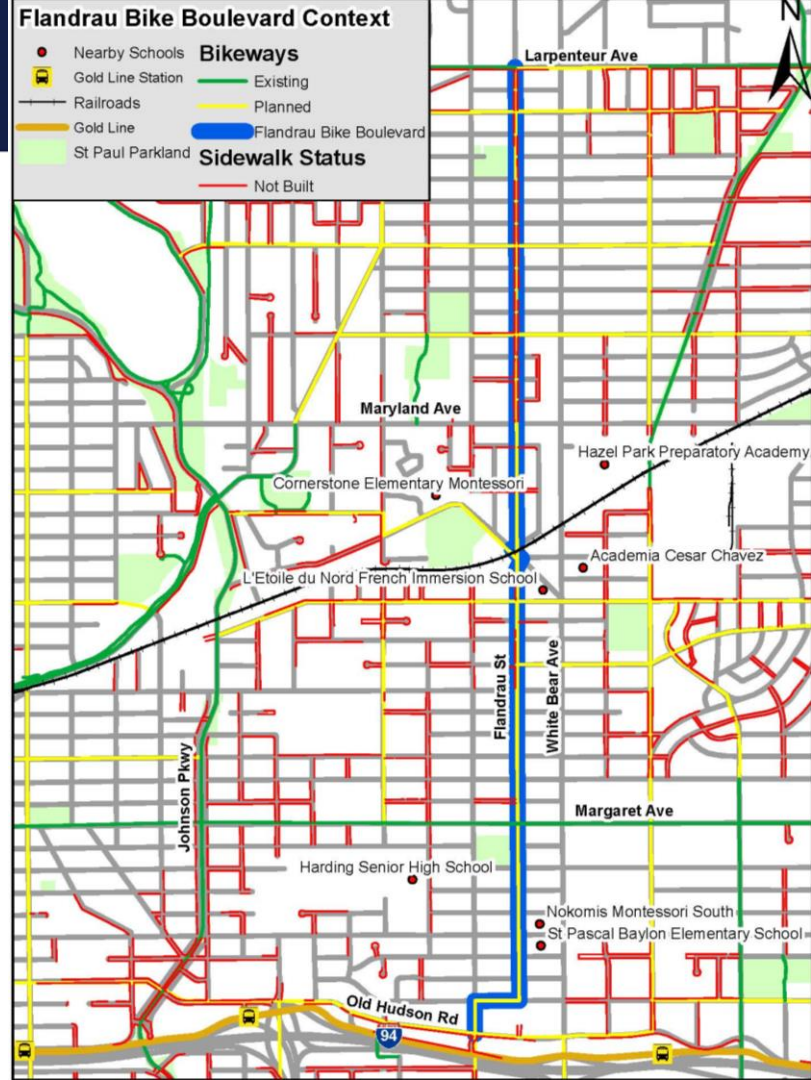 Flandrau Bike Boulevard Context
Nearby Schools
Gold Line Station
Railroads
Gold Line
St Paul Parkland
Bikeways
Existing
Planned
Flandrau Bike Boulevard
Sidewalk Status
Not Built
N
Larpenteur Ave
Maryland Ave
Hazel Park Preparatory Academy
Cornerstone Elementary Montessori
Academia Cesar Chavez
L'Etoile du Nord French Immersion School
Flandrau St
White Bear Ave
Johnson Pkwy
Margaret Ave
Harding Senior High School
Nokomis Montessori South
St Pascal Baylon Elementary School
Old Hudson Rd
94